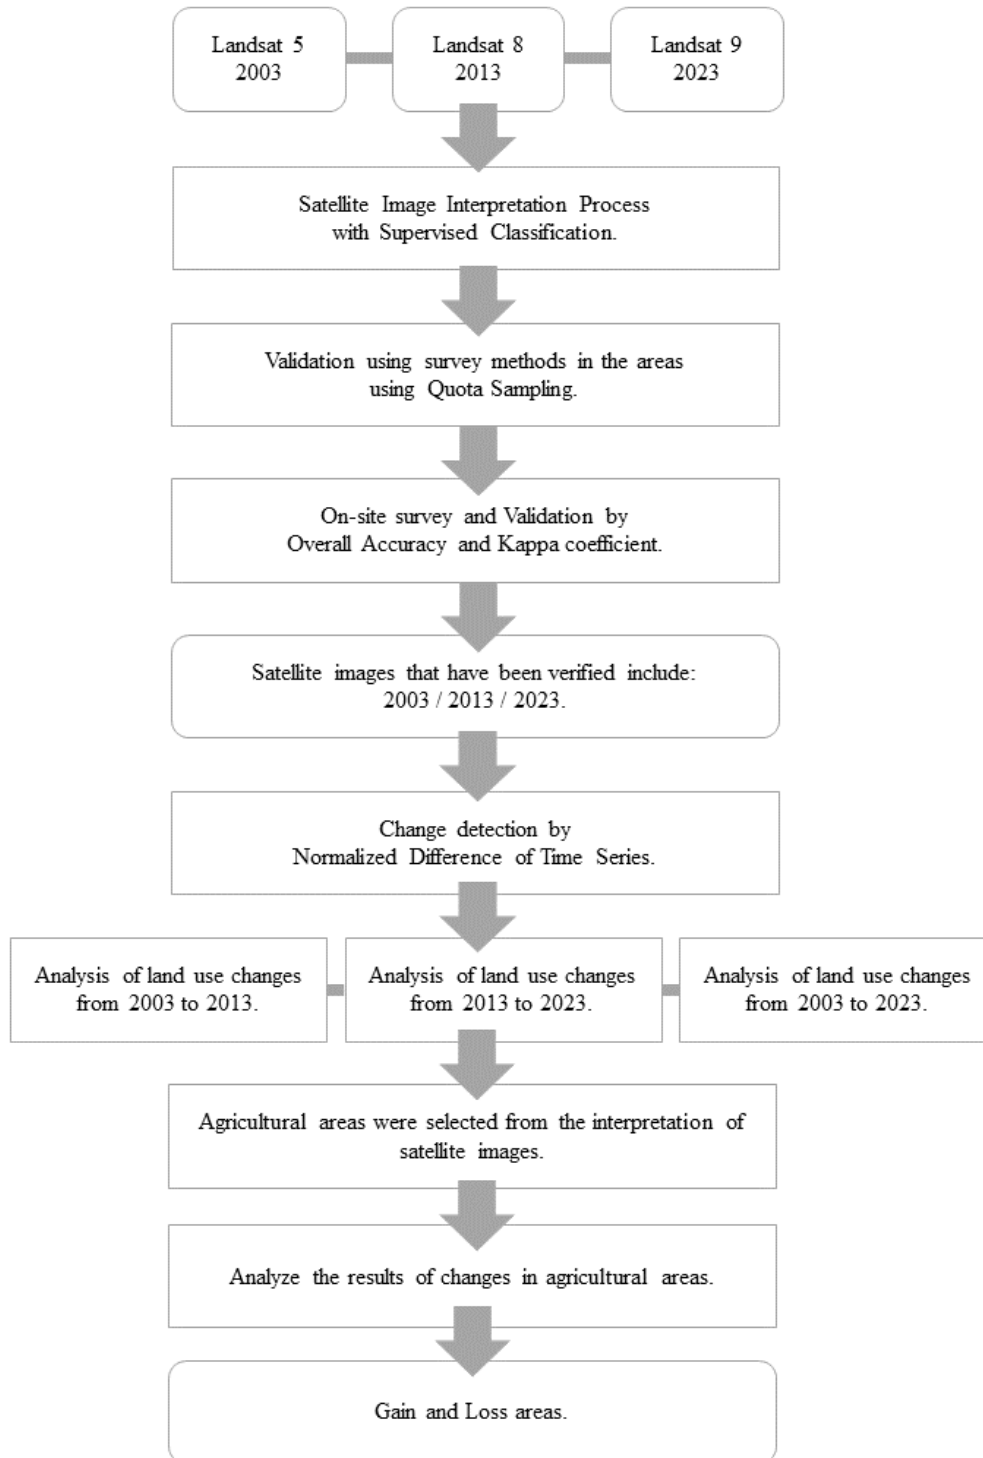 Landsat 5
2003
Landsat 8
2013
Landsat 9
2023
Satellite Image Interpretation Process
with Supervised Classification.
Validation using survey methods in the areas
using Quota Sampling.
On-site survey and Validation by
Overall Accuracy and Kappa coefficient.
Satellite images that have been verified include:
2003 / 2013 / 2023.
Change detection by
Normalized Difference of Time Series.
Analysis of land use changes
from 2003 to 2013.
Analysis of land use changes
from 2013 to 2023.
Analysis of land use changes
from 2003 to 2023.
Agricultural areas were selected from the interpretation of
satellite images.
Analyze the results of changes in agricultural areas.
Gain and Loss areas.